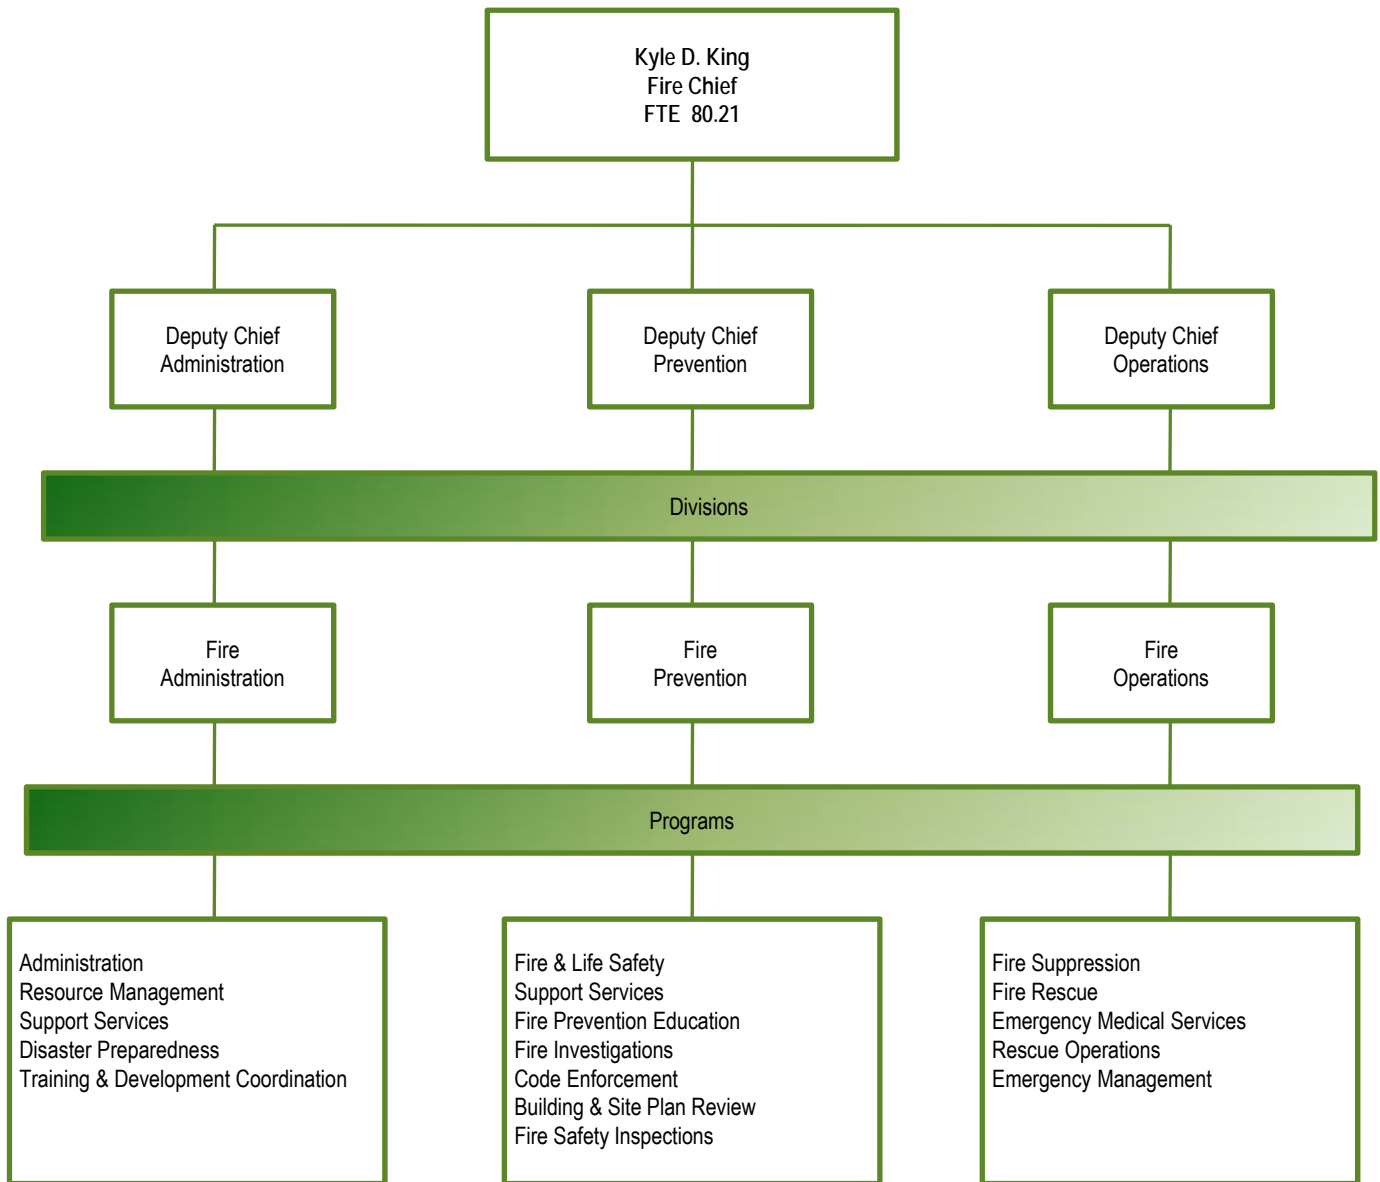 Kyle D. King
Fire Chief
FTE 80.21
Deputy Chief
Administration
Deputy Chief
Prevention
Deputy Chief
Operations
Divisions
Fire
Administration
Fire
Prevention
Fire
Operations
Programs
Administration
Resource Management
Support Services
Disaster Preparedness
Training & Development Coordination
Fire & Life Safety
Support Services
Fire Prevention Education
Fire Investigations
Code Enforcement
Building & Site Plan Review
Fire Safety Inspections
Fire Suppression
Fire Rescue
Emergency Medical Services
Rescue Operations
Emergency Management